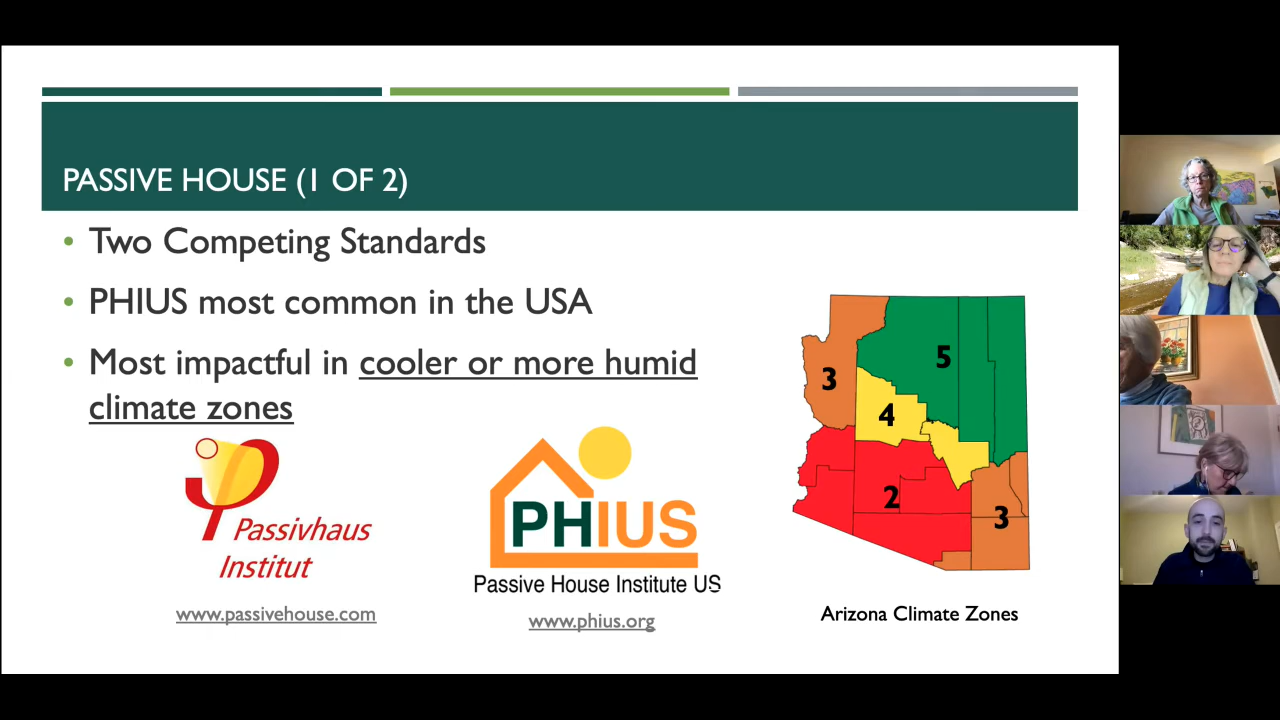 PASSIVE HOUSE (1 OF 2)
• Two Competing Standards
• PHIUS most common in the USA
• Most impactful in cooler or more humid
climate zones
Passivhaus
Institut
www.passivehouse.com
PHIUS
Passive House Institute US
www.phius.org
5
3
4
2
3
Arizona Climate Zones